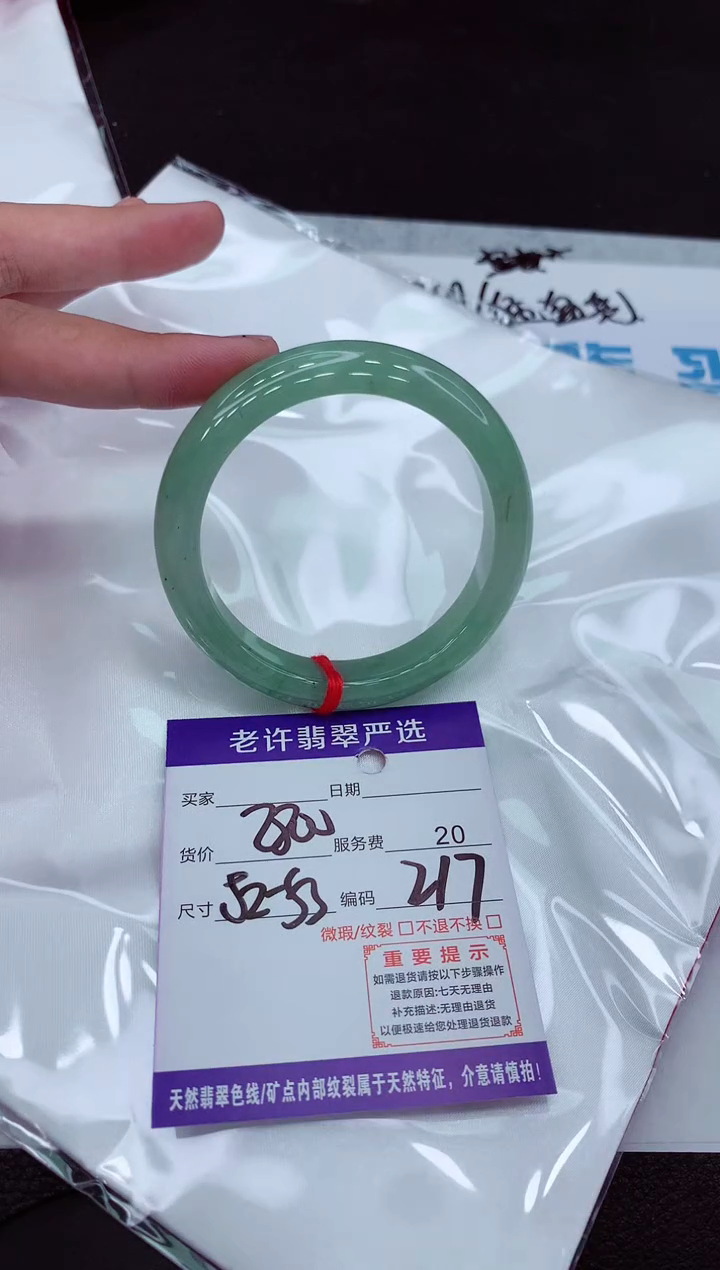 老许翡翠严选
买家 日期
货价 服务费 20
尺寸 52-53 编码 217
微瑕/纹裂 □ 不退不换 □
重要提示
如需退货请按以下步骤操作
退款原因:七天无理由
补充描述:无理由退货
以便极速给您处理退货退款
天然翡翠色线/矿点内部纹裂属于天然特征，介意请慎拍!